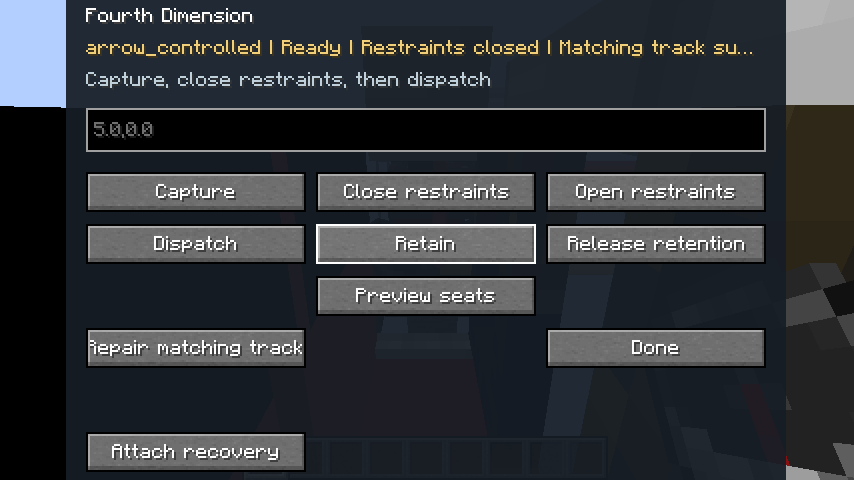 Fourth Dimension
arrow_controlled | Ready | Restraints closed | Matching track su...
Capture, close restraints, then dispatch
5.0,0.0
Capture
Close restraints
Open restraints
Dispatch
Retain
Release retention
Preview seats
Repair matching track
Done
Attach recovery